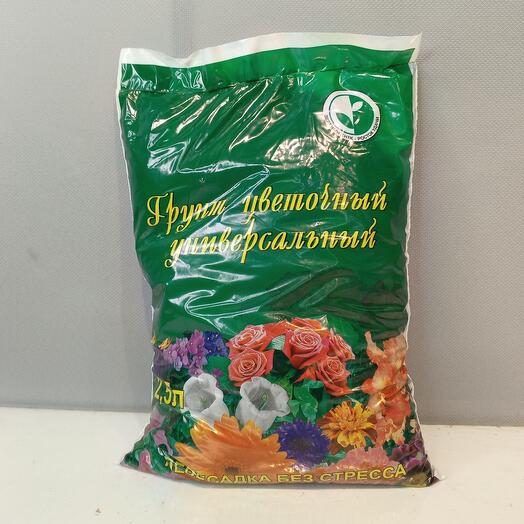 Грунт цветочный
универсальный
2,5л
ПЕРЕСАДКА БЕЗ СТРЕССА